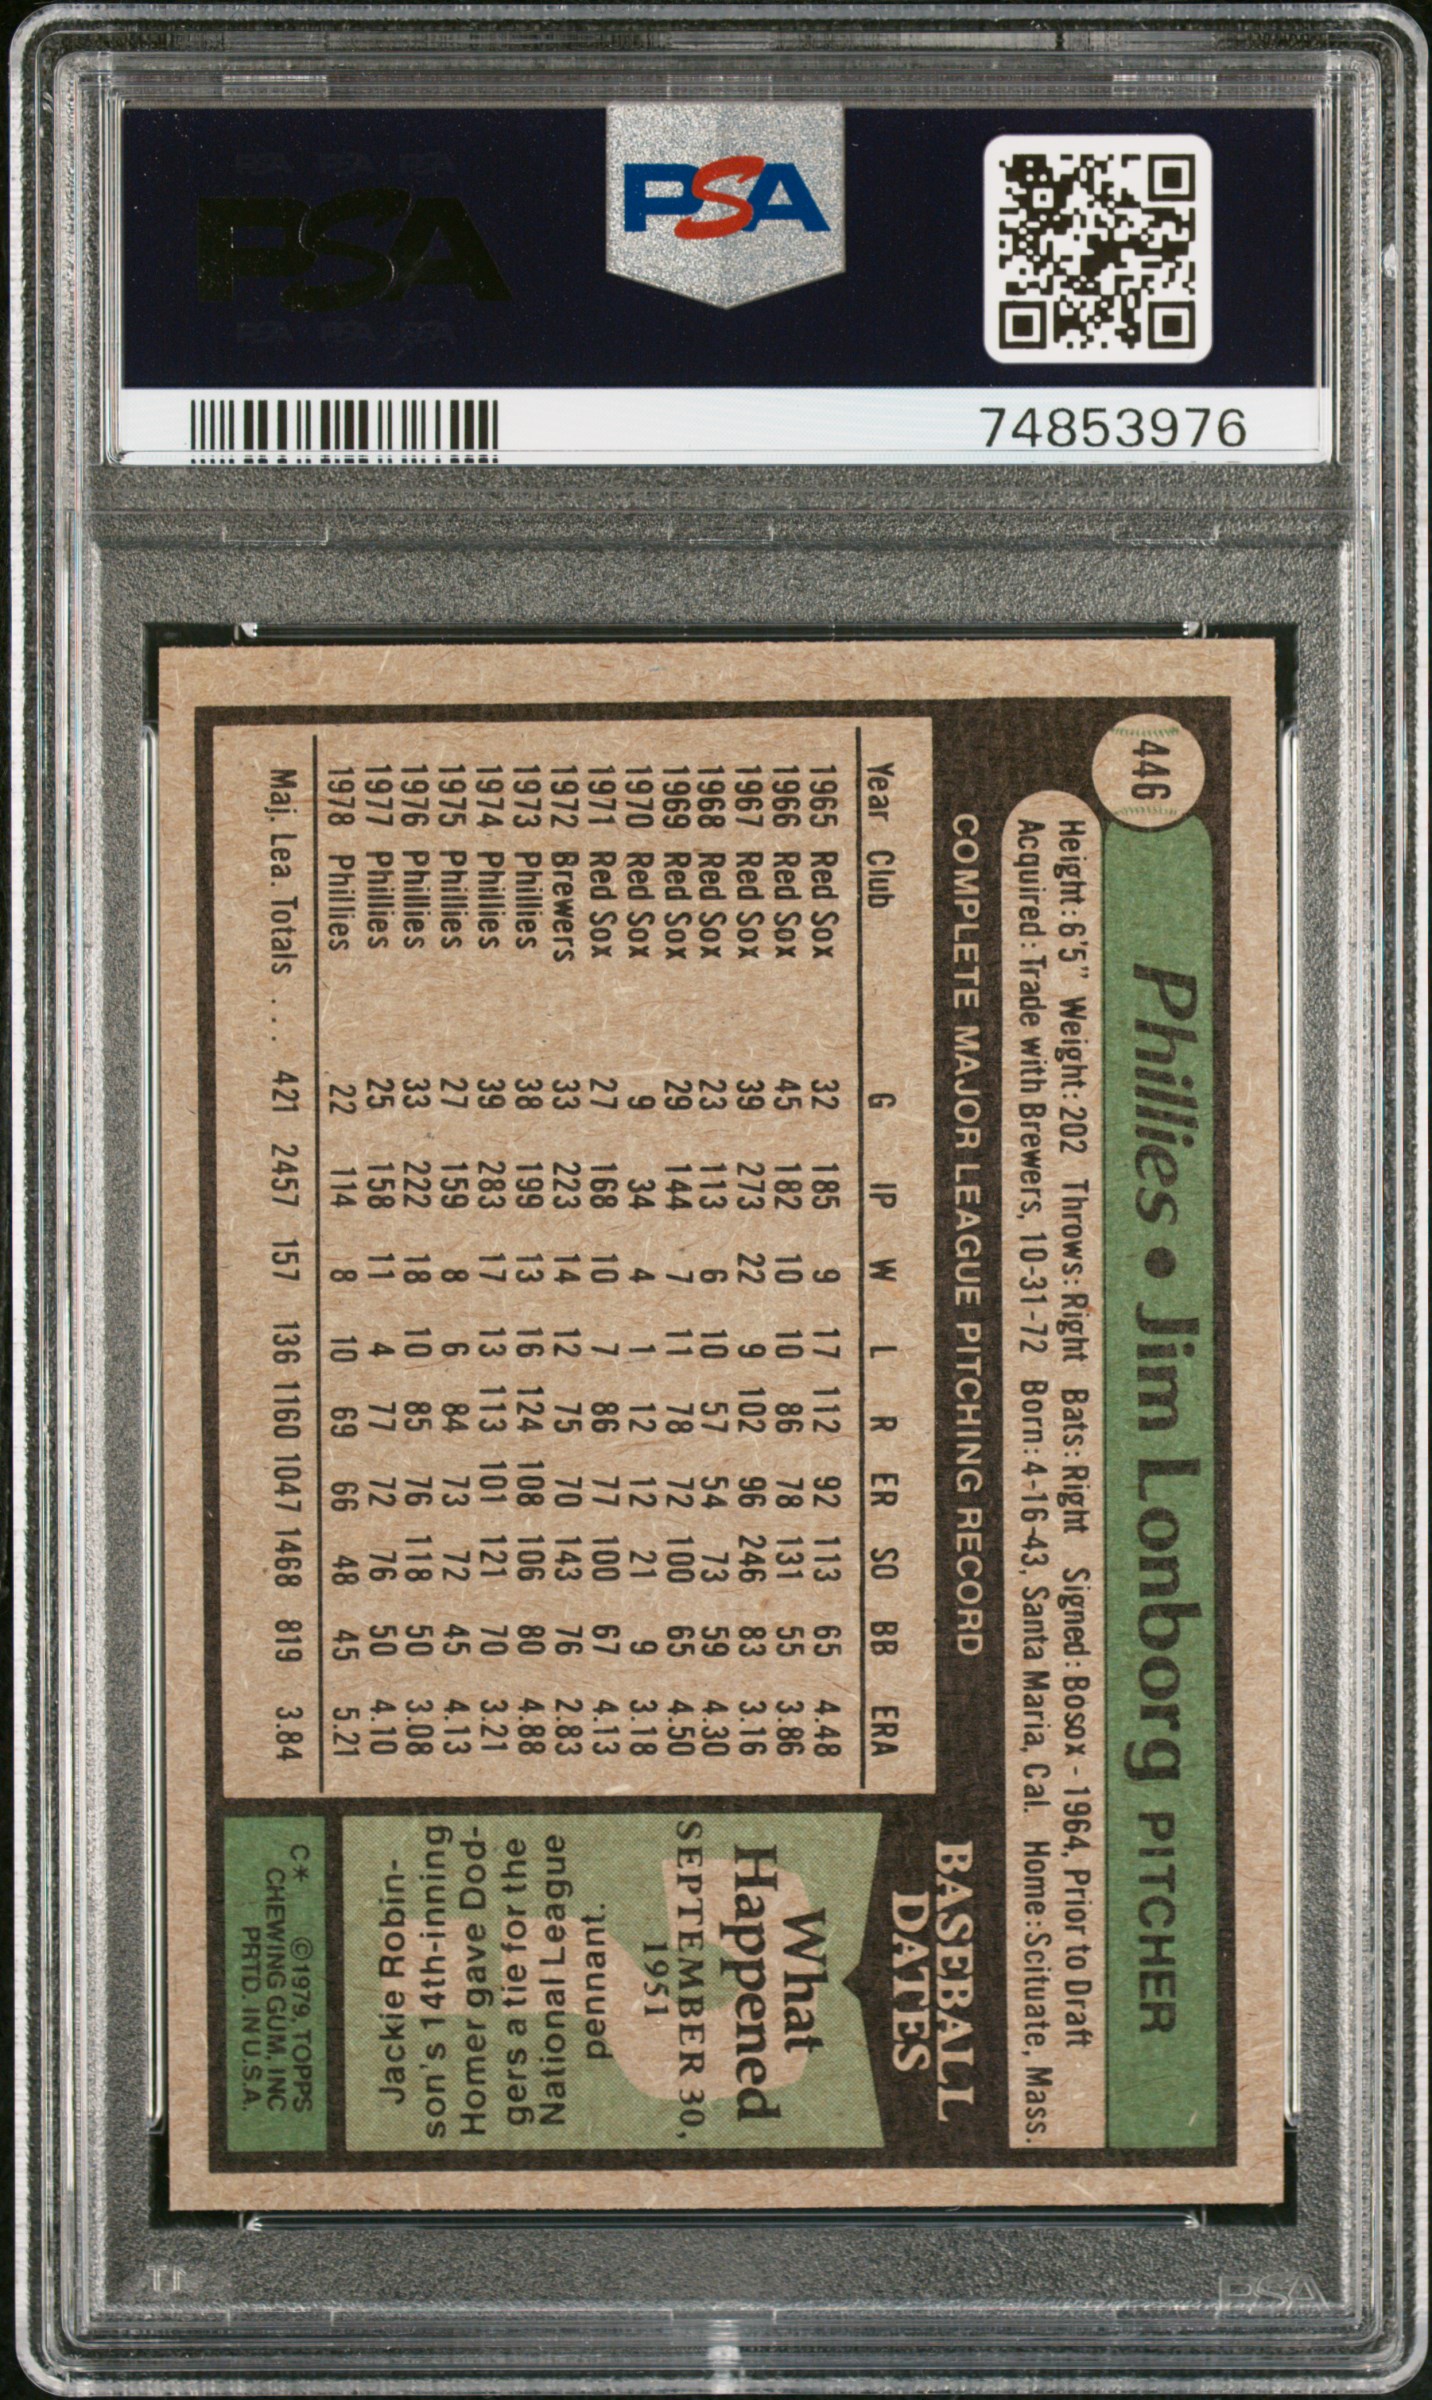 PSA PSA PSA
PSA
PSA PSA PSA
PSA
74853976
446
Phillies • Jim Lonborg PITCHER
Height: 6'5" Weight: 202 Throws: Right Bats: Right Signed: Bosox - 1964, Prior to Draft
Acquired: Trade with Brewers, 10-31-72 Born: 4-16-43, Santa Maria, Cal. Home: Scituate, Mass.
COMPLETE MAJOR LEAGUE PITCHING RECORD
Year Club G IP W L R ER SO BB ERA
1965 Red Sox 32 185 9 17 112 92 113 65 4.48
1966 Red Sox 45 182 10 10 86 78 131 55 3.86
1967 Red Sox 39 273 22 9 102 96 246 83 3.16
1968 Red Sox 23 113 6 10 57 54 73 59 4.30
1969 Red Sox 29 144 7 11 78 72 100 65 4.50
1970 Red Sox 9 34 4 1 12 12 21 9 3.18
1971 Red Sox 27 168 10 7 86 77 100 67 4.13
1972 Brewers 33 223 14 12 75 70 143 76 2.83
1973 Phillies 38 199 13 16 124 108 106 80 4.88
1974 Phillies 39 283 17 13 113 101 121 70 3.21
1975 Phillies 27 159 8 6 84 73 72 45 4.13
1976 Phillies 33 222 18 10 85 76 118 50 3.08
1977 Phillies 25 158 11 4 77 72 76 50 4.10
1978 Phillies 22 114 8 10 69 66 48 45 5.21
Maj. Lea. Totals . . . 421 2457 157 136 1160 1047 1468 819 3.84
BASEBALL
DATES
What
Happened
SEPTEMBER 30,
1951
Jackie Robin-
son's 14th-inning
Homer gave Dod-
gers a tie for the
National League
pennant.
C* ©1979, TOPPS
CHEWING GUM, INC
PRTD. IN U.S.A.
PSA